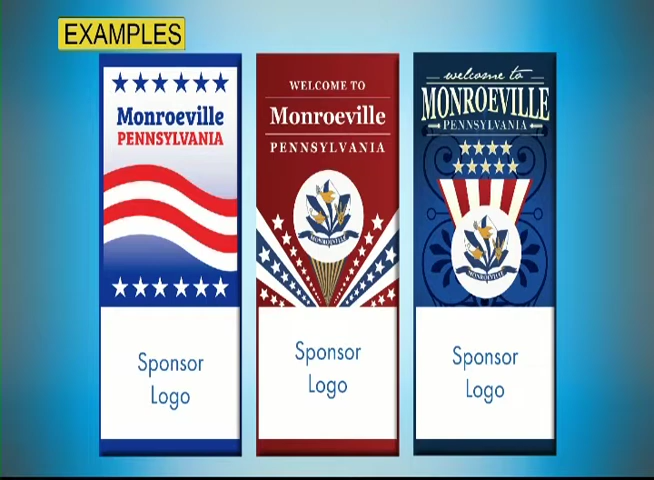 EXAMPLES
Monroeville
PENNSYLVANIA
Sponsor
Logo
WELCOME TO
Monroeville
PENNSYLVANIA
MONROEVILLE
Sponsor
Logo
welcome to
MONROEVILLE
PENNSYLVANIA
MONROEVILLE
Sponsor
Logo